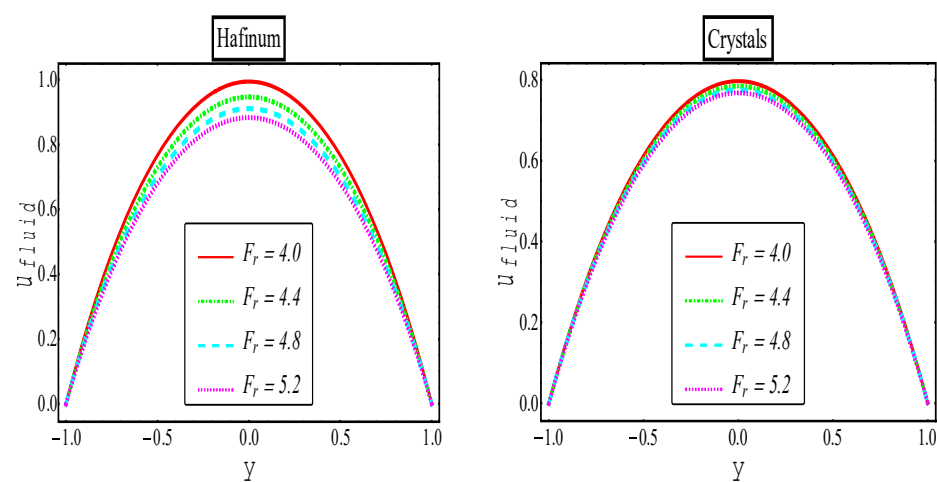 Hafinum
1.0
0.8
0.6
0.4
0.2
0.0
u fluid
F_r = 4.0
F_r = 4.4
F_r = 4.8
F_r = 5.2
−1.0 −0.5 0.0 0.5 1.0
y
Crystals
0.8
0.6
0.4
0.2
0.0
u fluid
F_r = 4.0
F_r = 4.4
F_r = 4.8
F_r = 5.2
−1.0 −0.5 0.0 0.5 1.0
y